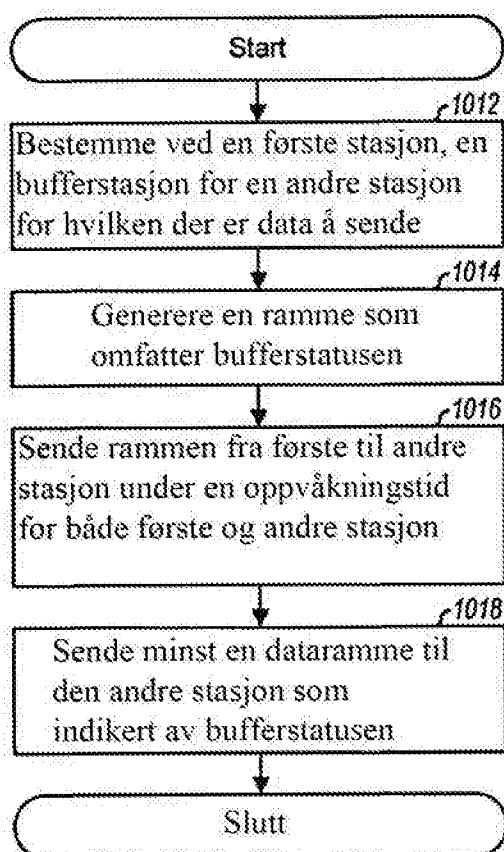 Start
1012
Bestemme ved en første stasjon, en
bufferstasjon for en andre stasjon
for hvilken der er data å sende
1014
Generere en ramme som
omfatter bufferstatusen
1016
Sende rammen fra første til andre
stasjon under en oppvåkningstid
for både første og andre stasjon
1018
Sende minst en dataramme til
den andre stasjon som
indikert av bufferstatusen
Slutt